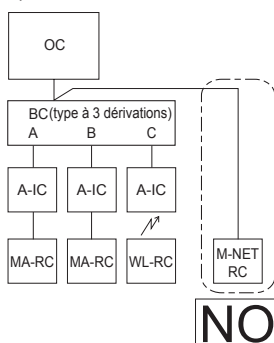 OC
BC(type à 3 dérivations)
A B C
A-IC A-IC A-IC
MA-RC MA-RC WL-RC
M-NET
RC
NO